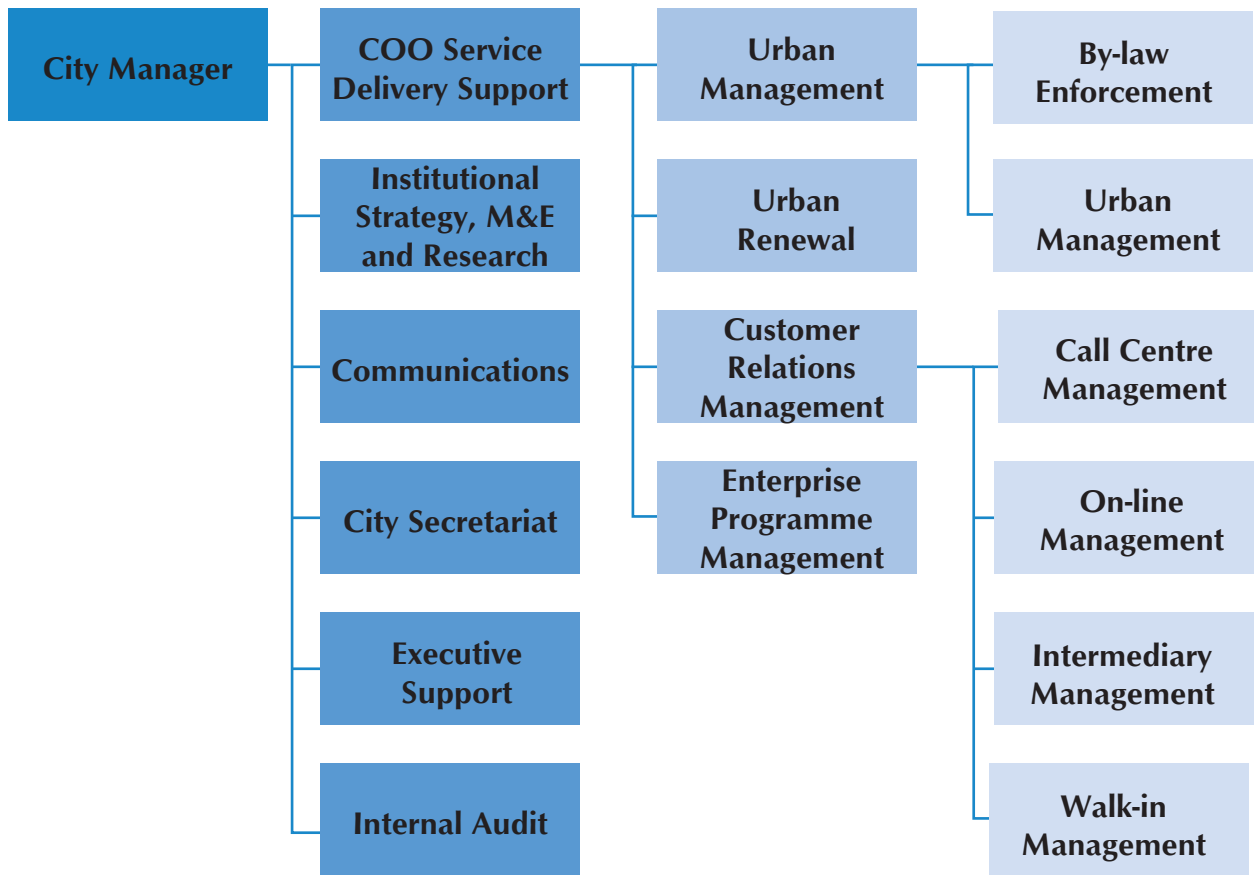 City Manager
COO Service
Delivery Support
Urban
Management
By-law
Enforcement
Institutional
Strategy, M&E
and Research
Urban
Renewal
Urban
Management
Communications
Customer
Relations
Management
Call Centre
Management
City Secretariat
Enterprise
Programme
Management
On-line
Management
Executive
Support
Intermediary
Management
Internal Audit
Walk-in
Management